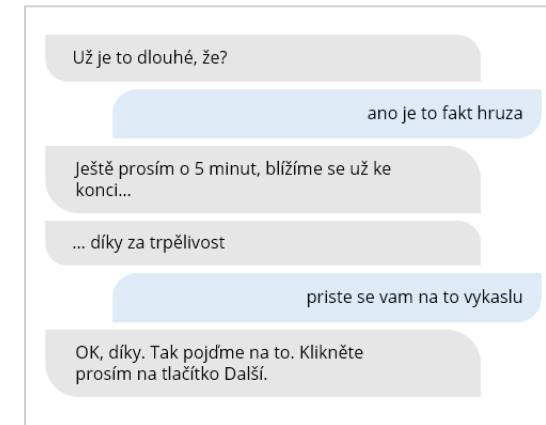 Už je to dlouhé, že?
ano je to fakt hruza
Ještě prosím o 5 minut, blížíme se už ke
konci...
... díky za trpělivost
priste se vam na to vykaslu
OK, díky. Tak pojďme na to. Klikněte
prosím na tlačítko Další.